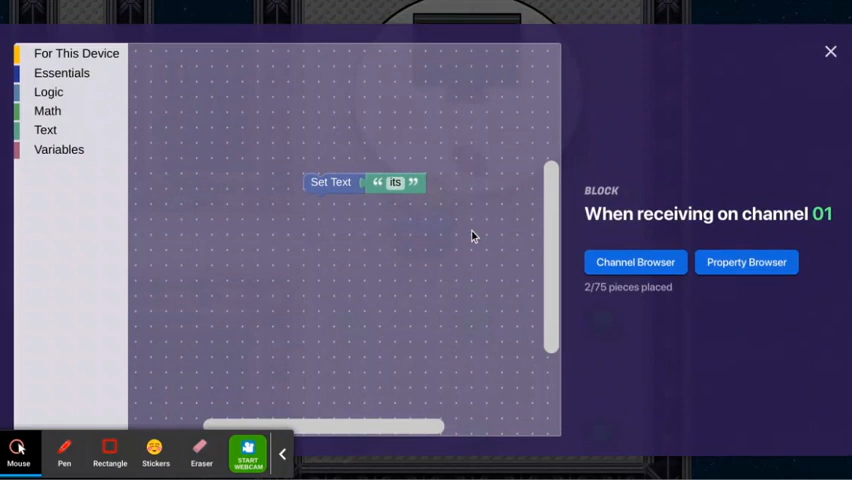 For This Device
Essentials
Logic
Math
Text
Variables
Set Text “ its ”
BLOCK
When receiving on channel 01
Channel Browser Property Browser
2/75 pieces placed
Mouse Pen Rectangle Stickers Eraser START WEBCAM